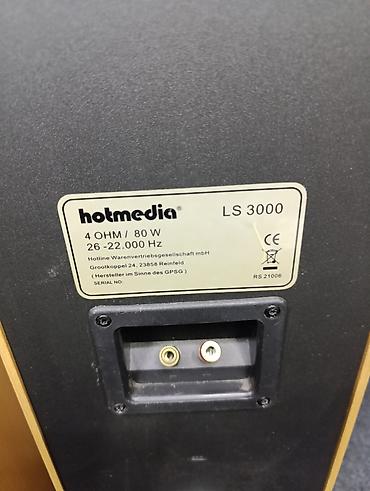 hotmedia® LS 3000
4 OHM / 80 W
26 -22.000 Hz
CE
Hotline Warenvertriebsgesellschaft mbH
Grootkoppel 24, 23858 Reinfeld
( Hersteller im Sinne des GPSG )
SERIAL NO:
RS 21006